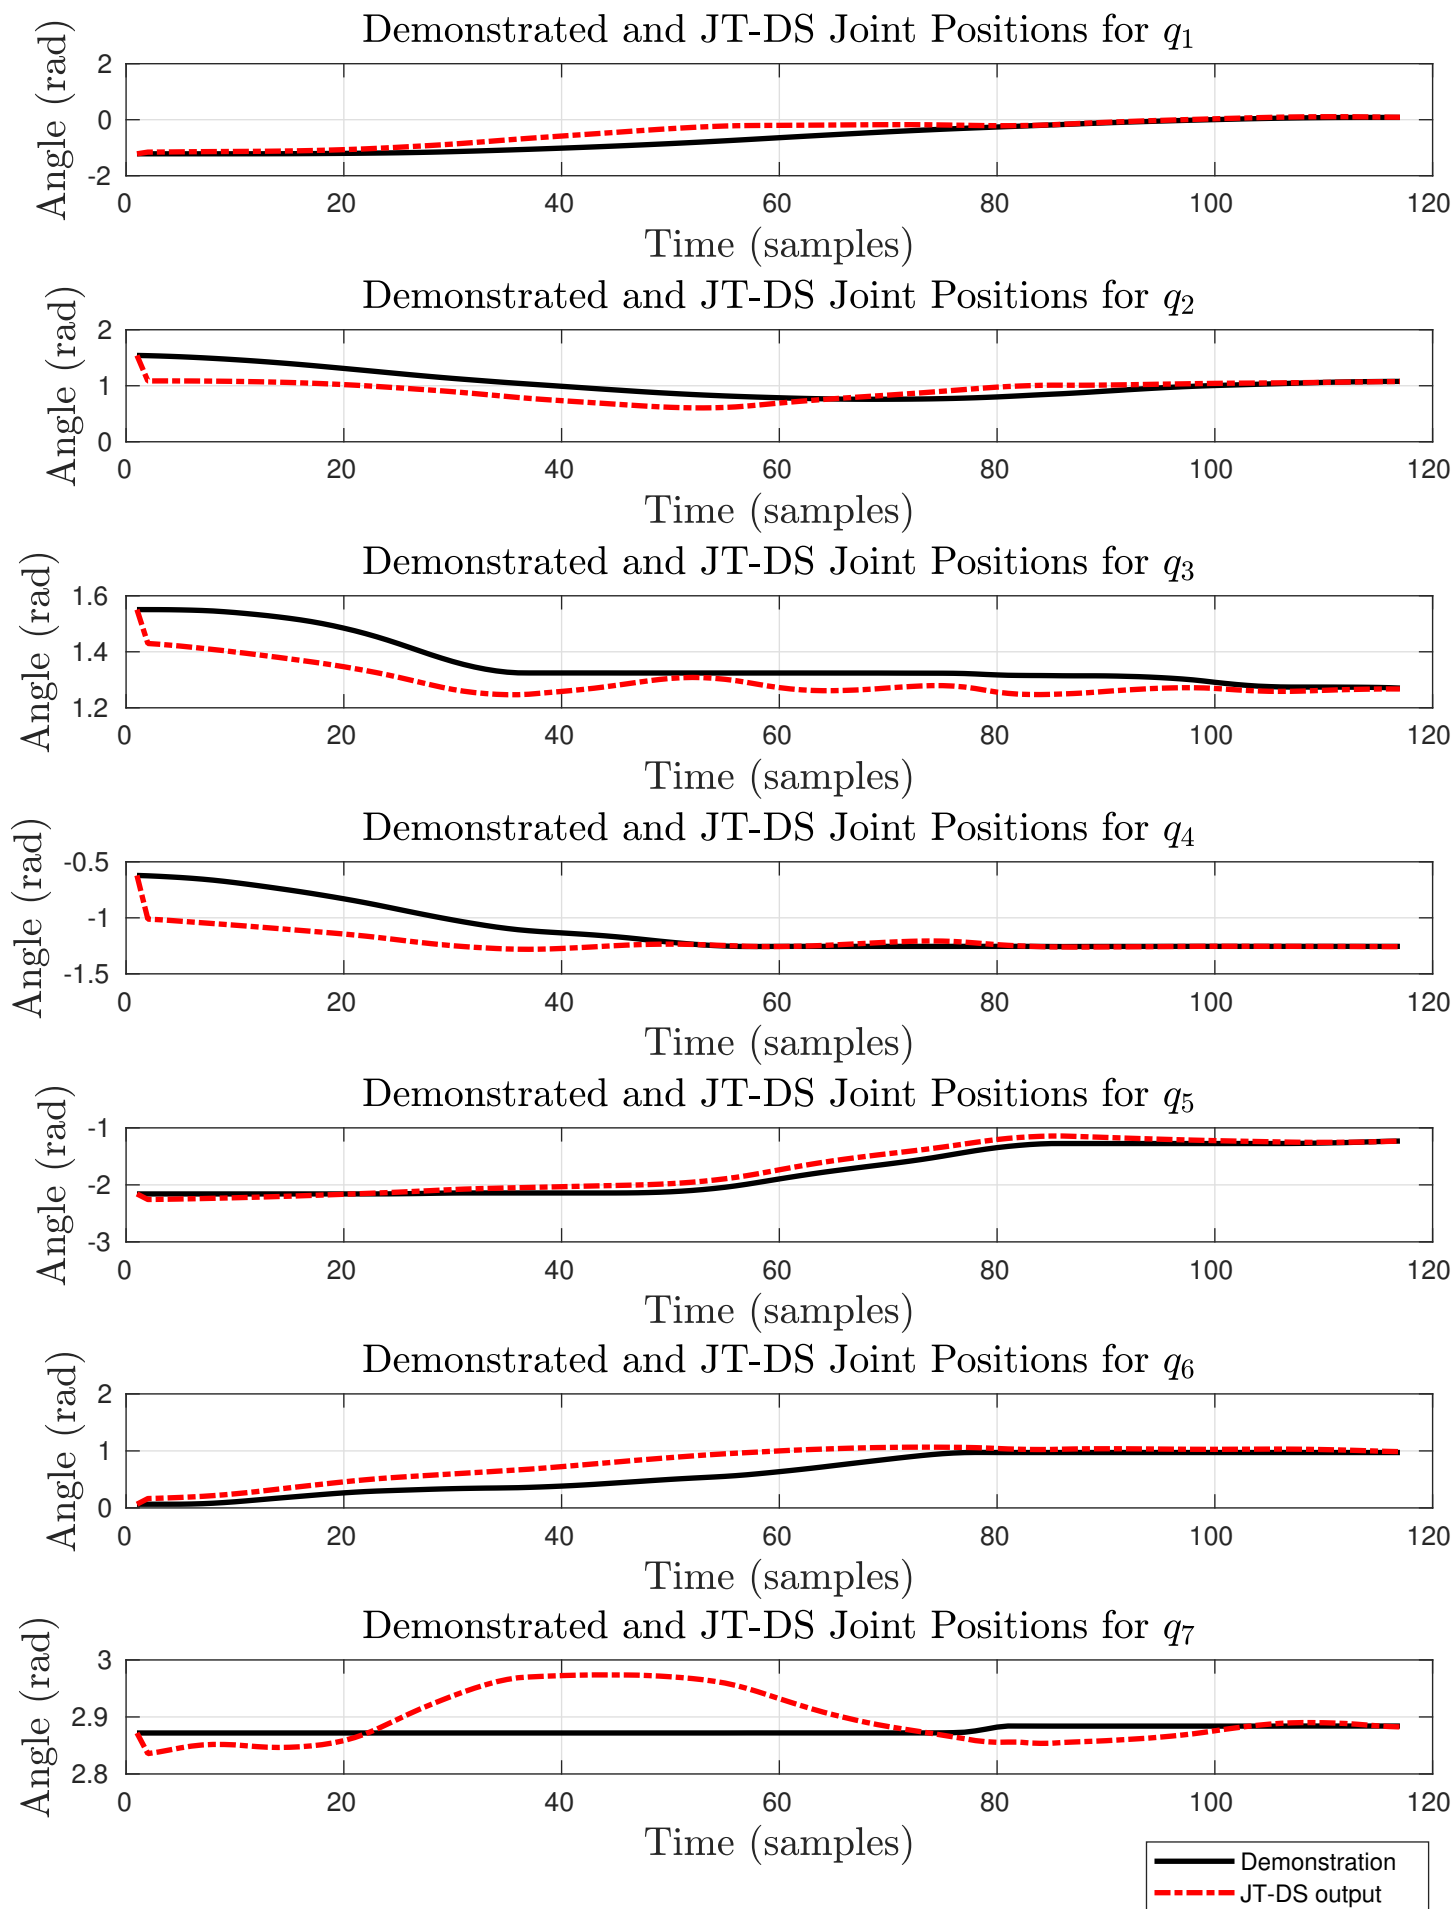 Demonstrated and JT-DS Joint Positions for q1
Angle (rad)
2
0
-2
0 20 40 60 80 100 120
Time (samples)
Demonstrated and JT-DS Joint Positions for q2
Angle (rad)
2
1
0
0 20 40 60 80 100 120
Time (samples)
Demonstrated and JT-DS Joint Positions for q3
Angle (rad)
1.6
1.4
1.2
0 20 40 60 80 100 120
Time (samples)
Demonstrated and JT-DS Joint Positions for q4
Angle (rad)
-0.5
-1
-1.5
0 20 40 60 80 100 120
Time (samples)
Demonstrated and JT-DS Joint Positions for q5
Angle (rad)
-1
-2
-3
0 20 40 60 80 100 120
Time (samples)
Demonstrated and JT-DS Joint Positions for q6
Angle (rad)
2
1
0
0 20 40 60 80 100 120
Time (samples)
Demonstrated and JT-DS Joint Positions for q7
Angle (rad)
3
2.9
2.8
0 20 40 60 80 100 120
Time (samples)
Demonstration
JT-DS output